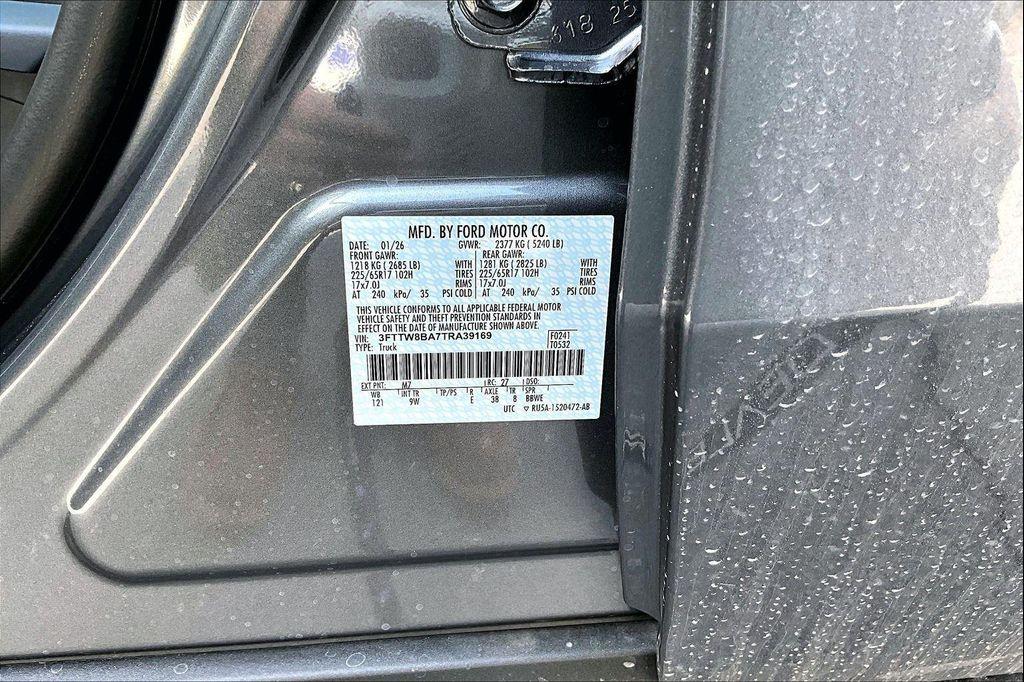 618 25
MFD. BY FORD MOTOR CO.
DATE: 01/26 GVWR: 2377 KG ( 5240 LB)
FRONT GAWR: REAR GAWR:
1218 KG ( 2685 LB) WITH 1281 KG ( 2825 LB) WITH
225/65R17 102H TIRES 225/65R17 102H TIRES
17x7.0J RIMS 17x7.0J RIMS
AT 240 kPa/ 35 PSI COLD AT 240 kPa/ 35 PSI COLD
THIS VEHICLE CONFORMS TO ALL APPLICABLE FEDERAL MOTOR
VEHICLE SAFETY AND THEFT PREVENTION STANDARDS IN
EFFECT ON THE DATE OF MANUFACTURE SHOWN ABOVE.
VIN: 3FTTW8BA7TRA39169 F0241
TYPE: Truck T0532
EXT PNT: M7 RC: 27 DSO:
WB INT TR TP/PS R AXLE TR SPR
121 9W E 38 8 BBWE
UTC ▽ RU5A-1520472-AB